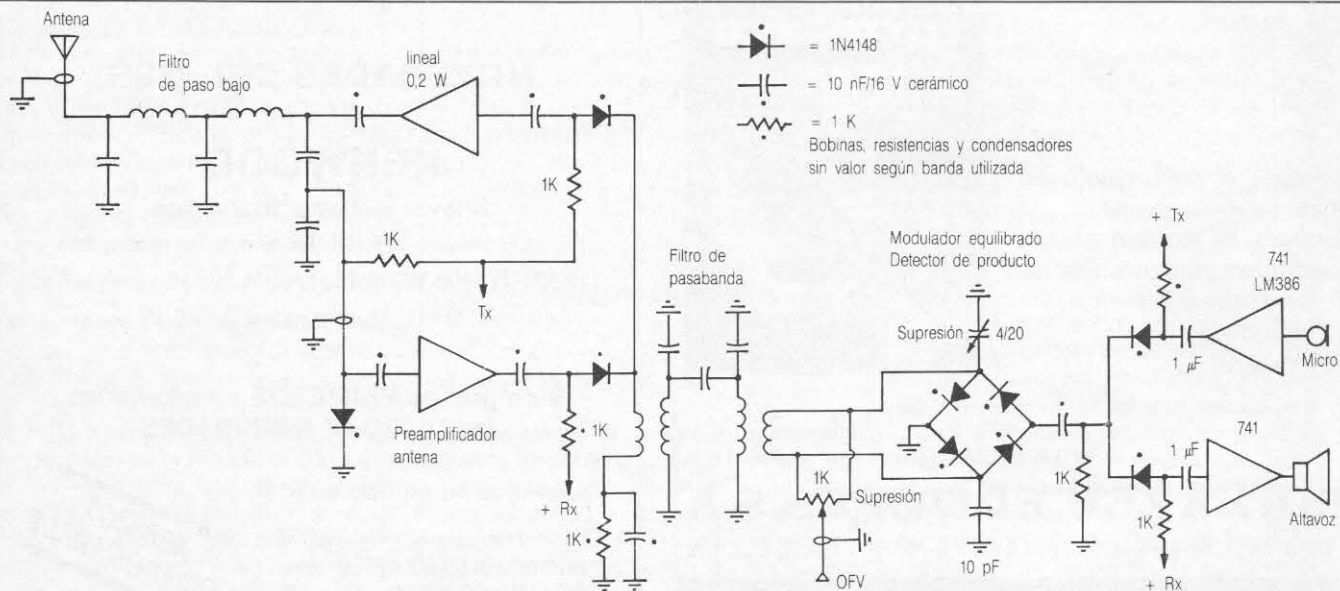 Antena
Filtro
de paso bajo
lineal
0,2 W
= 1N4148
= 10 nF/16 V cerámico
= 1 K
Bobinas, resistencias y condensadores
sin valor según banda utilizada
1K
1K
Tx
Preamplificador
antena
1K
+ Rx
1K
Filtro de
pasabanda
Modulador equilibrado
Detector de producto
Supresión
4/20
1K
Supresión
OFV
10 pF
1K
+ Tx
741
LM386
1 µF
Micro
741
1 µF
1K
Altavoz
+ Rx